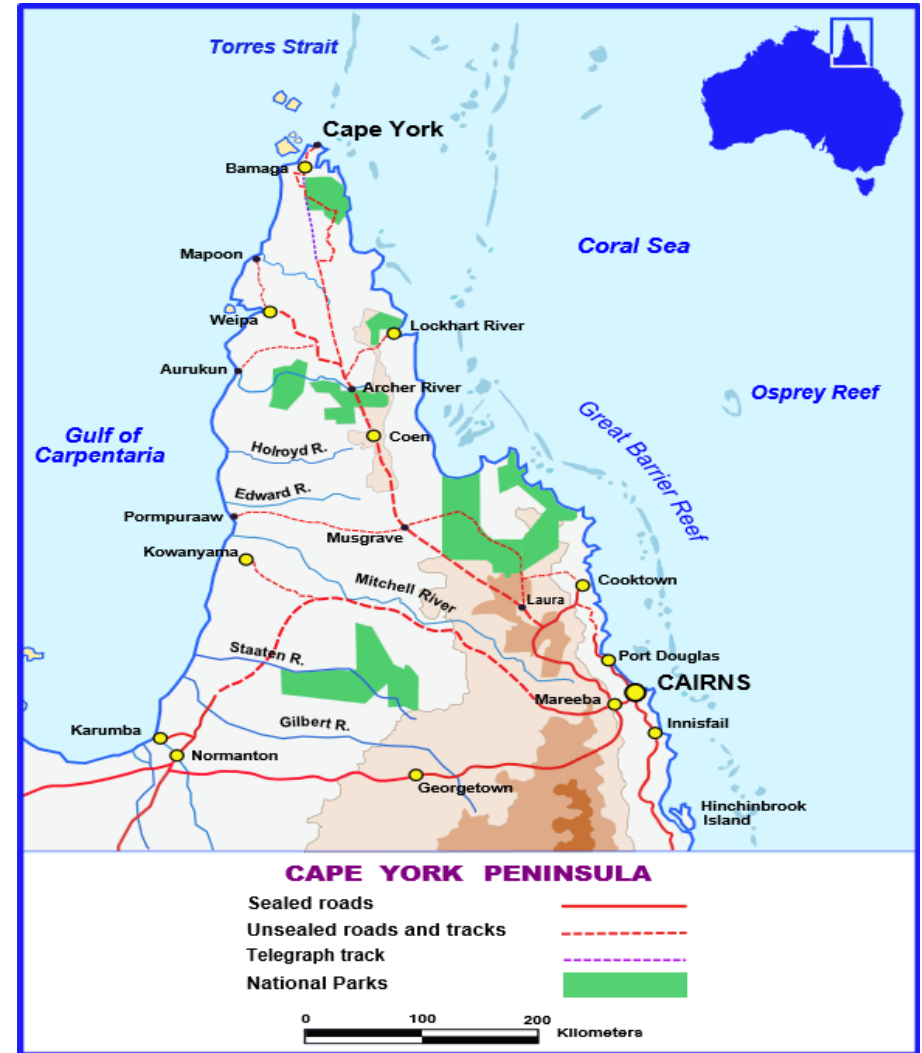 Torres Strait
Cape York
Bamaga
Coral Sea
Mapoon
Weipa
Lockhart River
Aurukun
Archer River
Osprey Reef
Great Barrier Reef
Gulf of
Carpentaria
Coen
Holroyd R.
Edward R.
Pormpuraaw
Musgrave
Kowanyama
Mitchell River
Cooktown
Laura
Staaten R.
Port Douglas
CAIRNS
Mareeba
Gilbert R.
Innisfail
Karumba
Normanton
Georgetown
Hinchinbrook
Island
CAPE YORK PENINSULA
Sealed roads
Unsealed roads and tracks
Telegraph track
National Parks
0 100 200
Kilometers